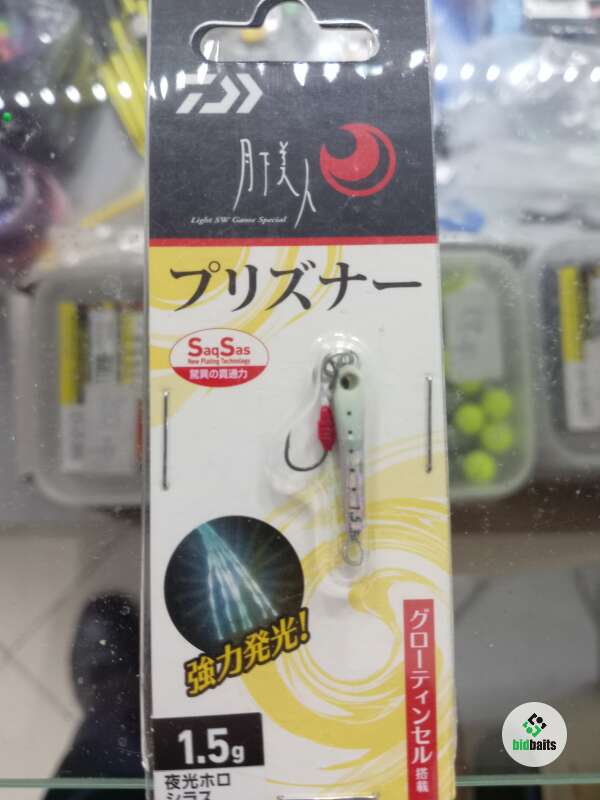 月下美人
Light SW Game Special
プリズナー
SaqSas
New Plating Technology
驚異の貫通力
1.5g
強力発光!
グローティンセル搭載
1.5g
夜光ホロ
シラス
bidbaits